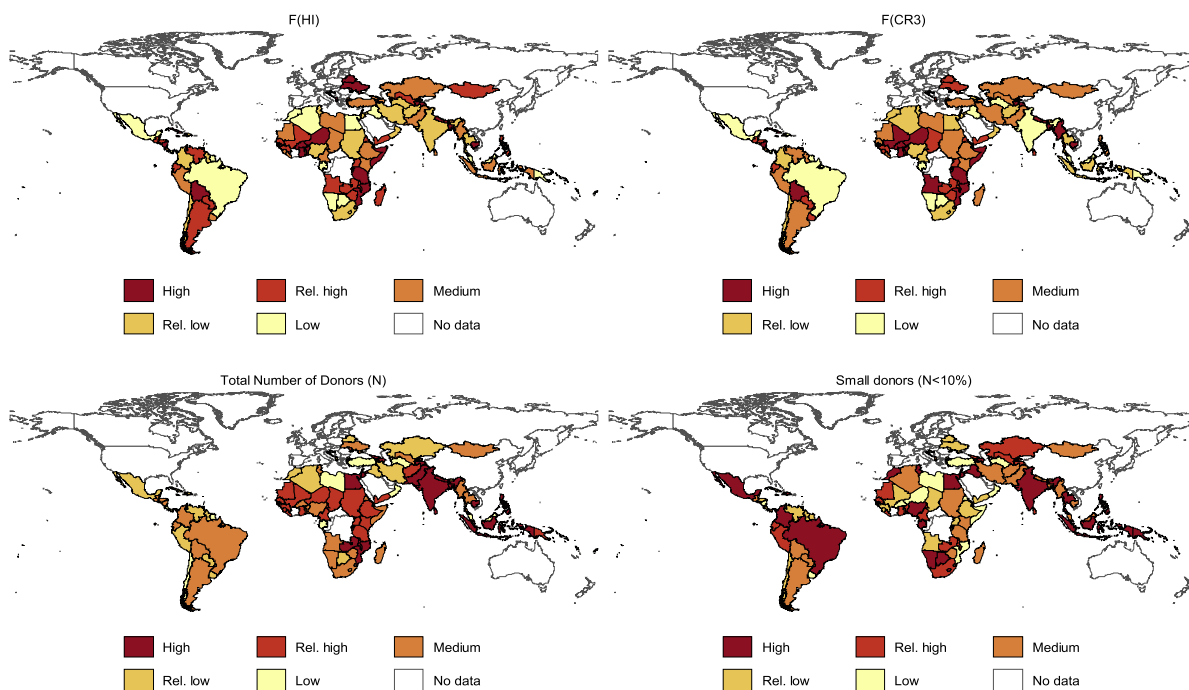 F(HI)
F(CR3)
High
Rel. high
Medium
Rel. low
Low
No data
High
Rel. high
Medium
Rel. low
Low
No data
Total Number of Donors (N)
Small donors (N<10%)
High
Rel. high
Medium
Rel. low
Low
No data
High
Rel. high
Medium
Rel. low
Low
No data